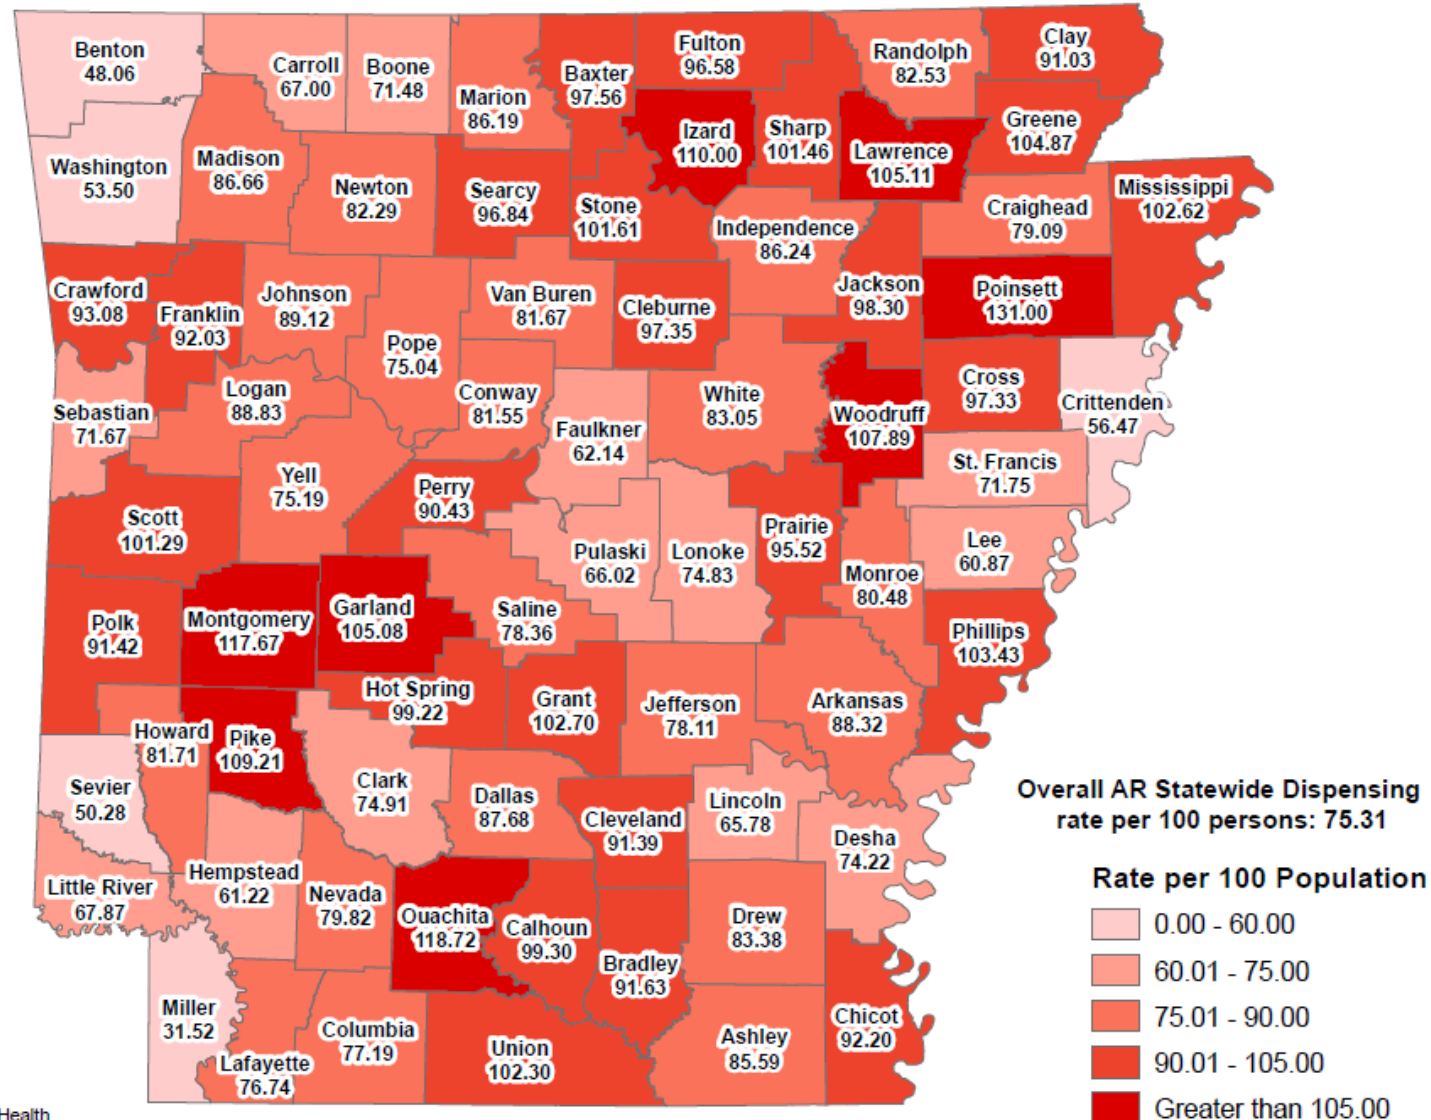 Benton
48.06
Carroll
67.00
Boone
71.48
Marion
86.19
Baxter
97.56
Fulton
96.58
Randolph
82.53
Clay
91.03
Washington
53.50
Madison
86.66
Newton
82.29
Searcy
96.84
Stone
101.61
Izard
110.00
Sharp
101.46
Lawrence
105.11
Greene
104.87
Independence
86.24
Craighead
79.09
Mississippi
102.62
Crawford
93.08
Franklin
92.03
Johnson
89.12
Pope
75.04
Van Buren
81.67
Cleburne
97.35
Jackson
98.30
Poinsett
131.00
Sebastian
71.67
Logan
88.83
Conway
81.55
Faulkner
62.14
White
83.05
Woodruff
107.89
Cross
97.33
Crittenden
56.47
Yell
75.19
Perry
90.43
St. Francis
71.75
Scott
101.29
Pulaski
66.02
Lonoke
74.83
Prairie
95.52
Monroe
80.48
Lee
60.87
Polk
91.42
Montgomery
117.67
Garland
105.08
Saline
78.36
Phillips
103.43
Hot Spring
99.22
Grant
102.70
Jefferson
78.11
Arkansas
88.32
Howard
81.71
Pike
109.21
Clark
74.91
Dallas
87.68
Cleveland
91.39
Lincoln
65.78
Desha
74.22
Sevier
50.28
Little River
67.87
Hempstead
61.22
Nevada
79.82
Ouachita
118.72
Calhoun
99.30
Bradley
91.63
Drew
83.38
Miller
31.52
Lafayette
76.74
Columbia
77.19
Union
102.30
Ashley
85.59
Chicot
92.20
Overall AR Statewide Dispensing
rate per 100 persons: 75.31
Rate per 100 Population
0.00 - 60.00
60.01 - 75.00
75.01 - 90.00
90.01 - 105.00
Greater than 105.00
Health